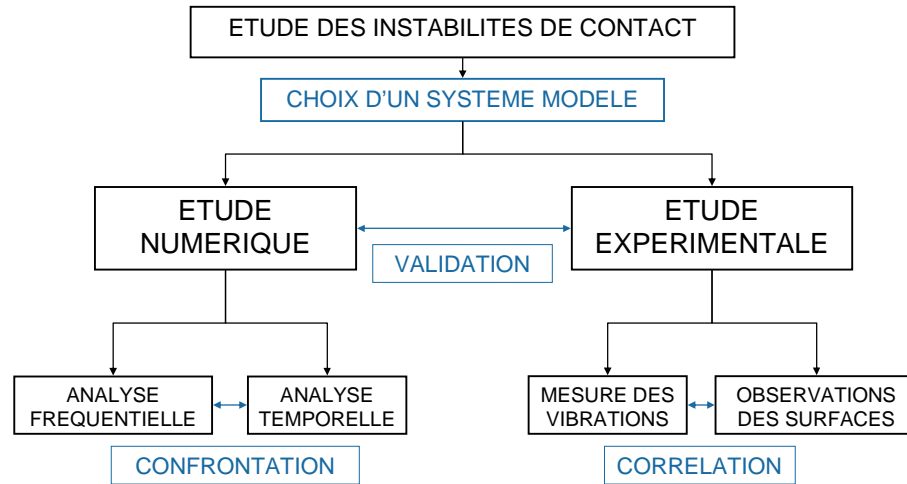 ETUDE DES INSTABILITES DE CONTACT
CHOIX D'UN SYSTEME MODELE
ETUDE
NUMERIQUE
ETUDE
EXPERIMENTALE
VALIDATION
ANALYSE
FREQUENTIELLE
ANALYSE
TEMPORELLE
MESURE DES
VIBRATIONS
OBSERVATIONS
DES SURFACES
CONFRONTATION
CORRELATION